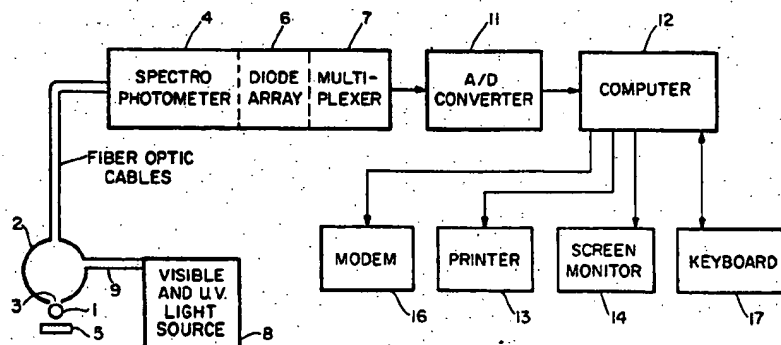 4
6
7
11
12
SPECTRO
PHOTOMETER
DIODE
ARRAY
MULTI-
PLEXER
A/D
CONVERTER
COMPUTER
FIBER OPTIC
CABLES
2
3
1
5
9
VISIBLE
AND U.V.
LIGHT
SOURCE
8
MODEM
16
PRINTER
13
SCREEN
MONITOR
14
KEYBOARD
17